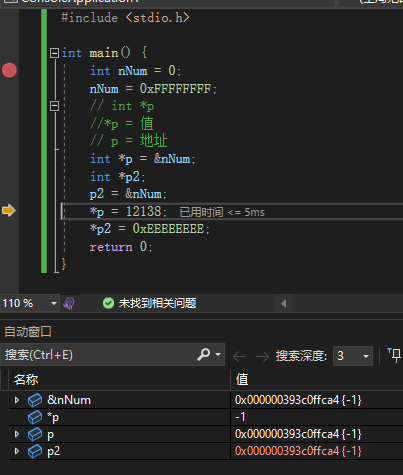 #include <stdio.h>
int main() {
int nNum = 0;
nNum = 0xFFFFFFFF;
// int *p
//*p = 值
// p = 地址
int *p = &nNum;
int *p2;
p2 = &nNum;
*p = 12138; 已用时间 <= 5ms
*p2 = 0xEEEEEEEE;
return 0;
}
110 % 未找到相关问题
自动窗口
搜索(Ctrl+E) 搜索深度: 3
名称 值
&nNum 0x000000393c0ffca4 {-1}
*p -1
p 0x000000393c0ffca4 {-1}
p2 0x000000393c0ffca4 {-1}